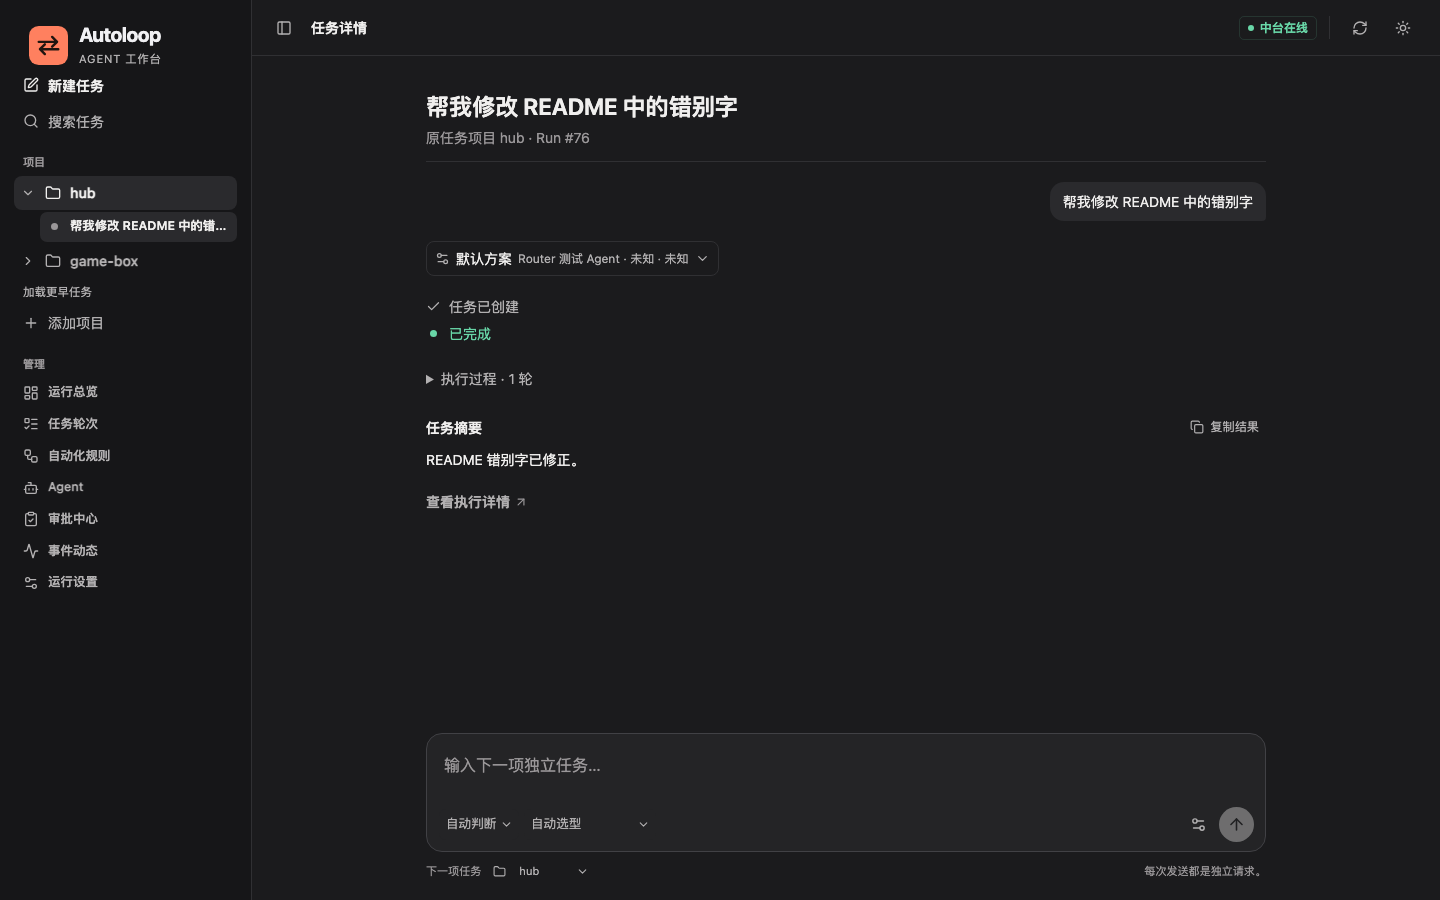 Autoloop
AGENT 工作台
新建任务
搜索任务
项目
hub
帮我修改 README 中的错...
game-box
加载更早任务
添加项目
管理
运行总览
任务轮次
自动化规则
Agent
审批中心
事件动态
运行设置
任务详情
中台在线
帮我修改 README 中的错别字
原任务项目 hub · Run #76
帮我修改 README 中的错别字
默认方案 Router 测试 Agent · 未知 · 未知
任务已创建
已完成
执行过程 · 1 轮
任务摘要
复制结果
README 错别字已修正。
查看执行详情
输入下一项独立任务...
自动判断
自动选型
下一项任务
hub
每次发送都是独立请求。